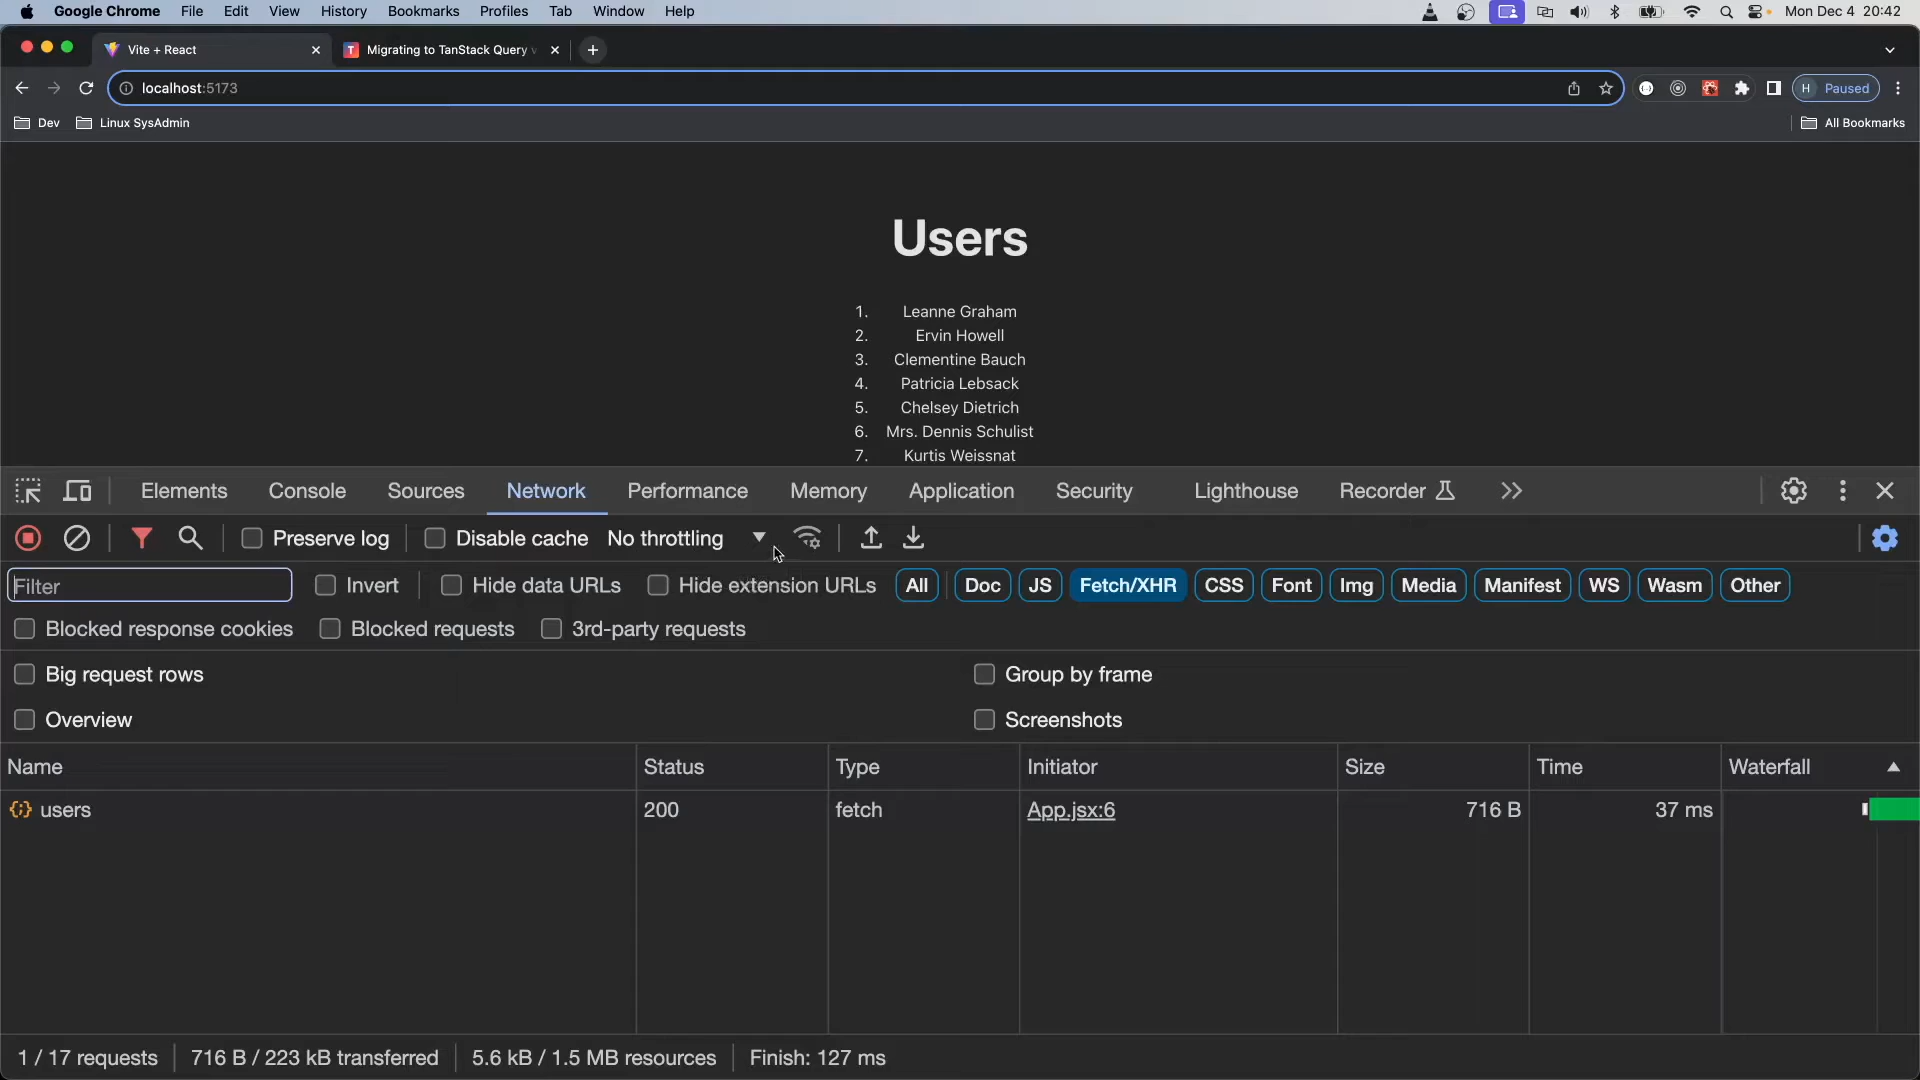 Google Chrome File Edit View History Bookmarks Profiles Tab Window Help Mon Dec 4 20:42
Vite + React Migrating to TanStack Query v
localhost:5173 H Paused
Dev Linux SysAdmin All Bookmarks
Users
1. Leanne Graham
2. Ervin Howell
3. Clementine Bauch
4. Patricia Lebsack
5. Chelsey Dietrich
6. Mrs. Dennis Schulist
7. Kurtis Weissnat
Elements Console Sources Network Performance Memory Application Security Lighthouse Recorder
Preserve log Disable cache No throttling
Filter Invert Hide data URLs Hide extension URLs All Doc JS Fetch/XHR CSS Font Img Media Manifest WS Wasm Other
Blocked response cookies Blocked requests 3rd-party requests
Big request rows Group by frame
Overview Screenshots
Name Status Type Initiator Size Time Waterfall
users 200 fetch App.jsx:6 716 B 37 ms
1 / 17 requests 716 B / 223 kB transferred 5.6 kB / 1.5 MB resources Finish: 127 ms